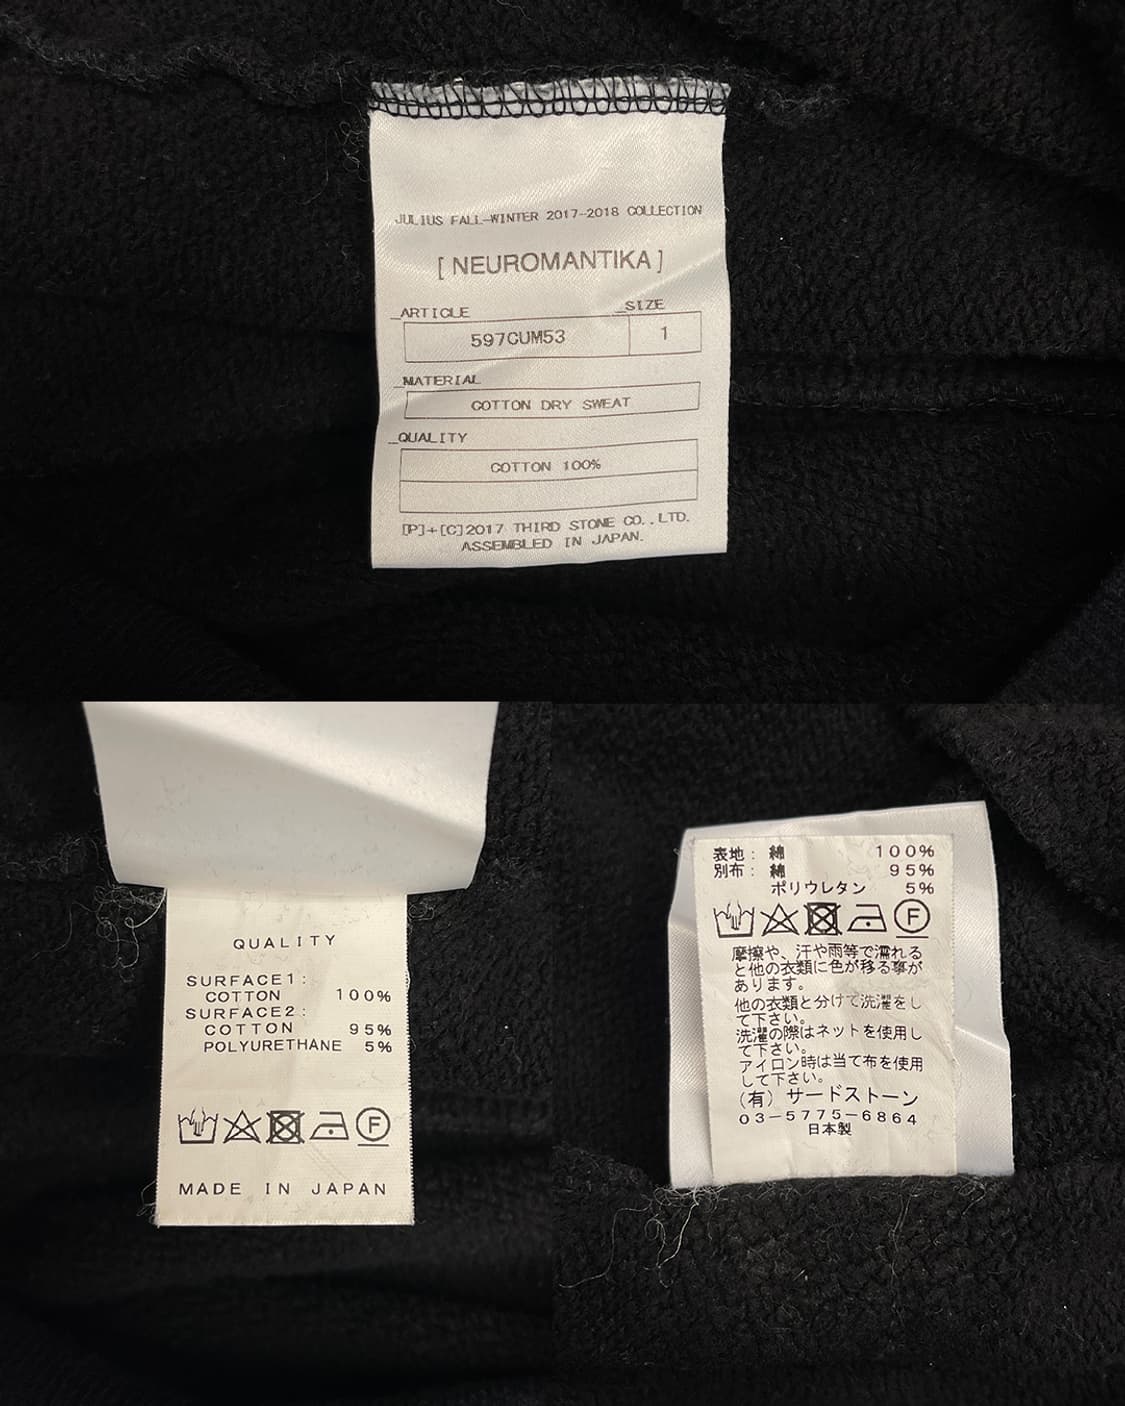 JULIUS FALL-WINTER 2017-2018 COLLECTION
[ NEUROMANTIKA ]
_ARTICLE _SIZE
597CUM53 1
_MATERIAL
COTTON DRY SWEAT
_QUALITY
COTTON 100%
[P]+[C]2017 THIRD STONE CO.,LTD.
ASSEMBLED IN JAPAN.
QUALITY
SURFACE1:
COTTON 100%
SURFACE2:
COTTON 95%
POLYURETHANE 5%
F
MADE IN JAPAN
表地: 綿 100%
別布: 綿 95%
ポリウレタン 5%
F
摩擦や、汗や雨等で濡れる
と他の衣類に色が移る事が
あります。
他の衣類と分けて洗濯をし
て下さい。
洗濯の際はネットを使用し
て下さい。
アイロン時は当て布を使用
して下さい。
(有) サードストーン
03-5775-6864
日本製